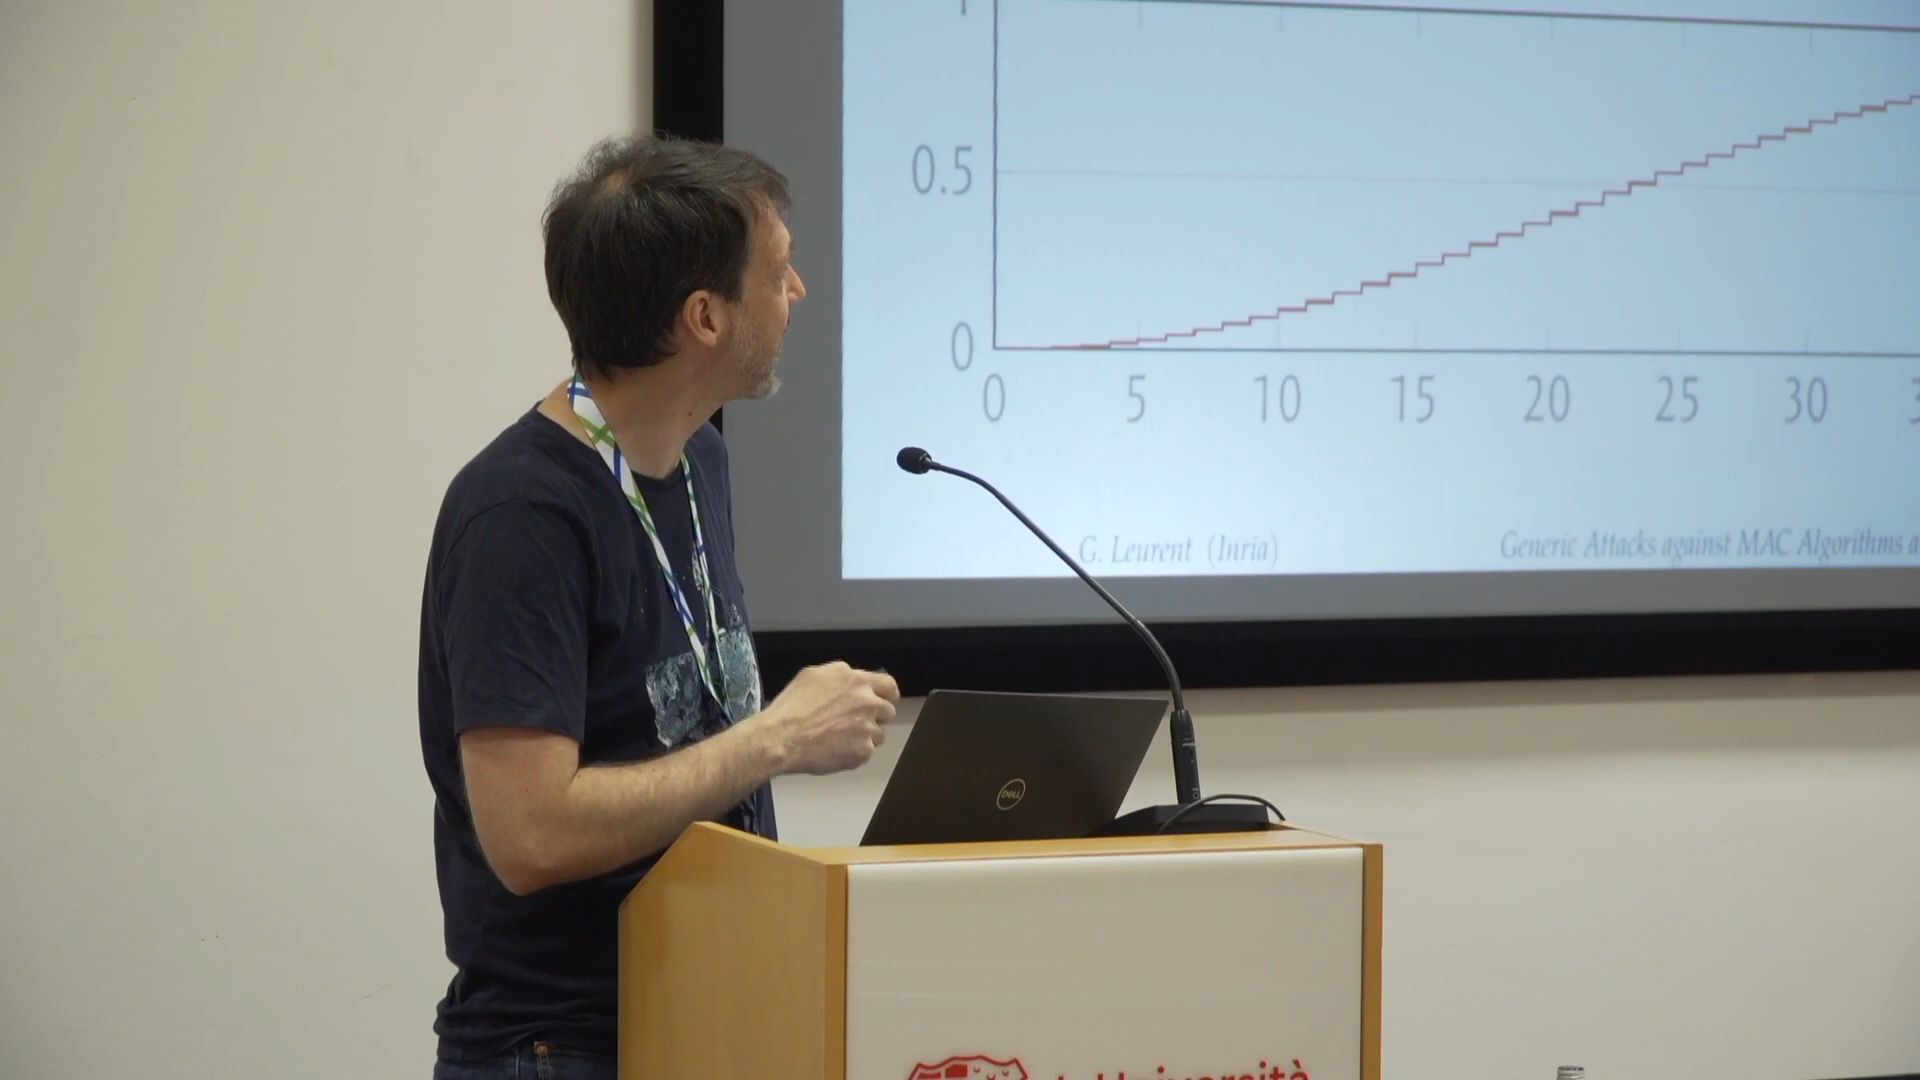 1
0.5
0
0 5 10 15 20 25 30
G. Leurent (Inria) Generic Attacks against MAC Algorithms
DELL
L-Università